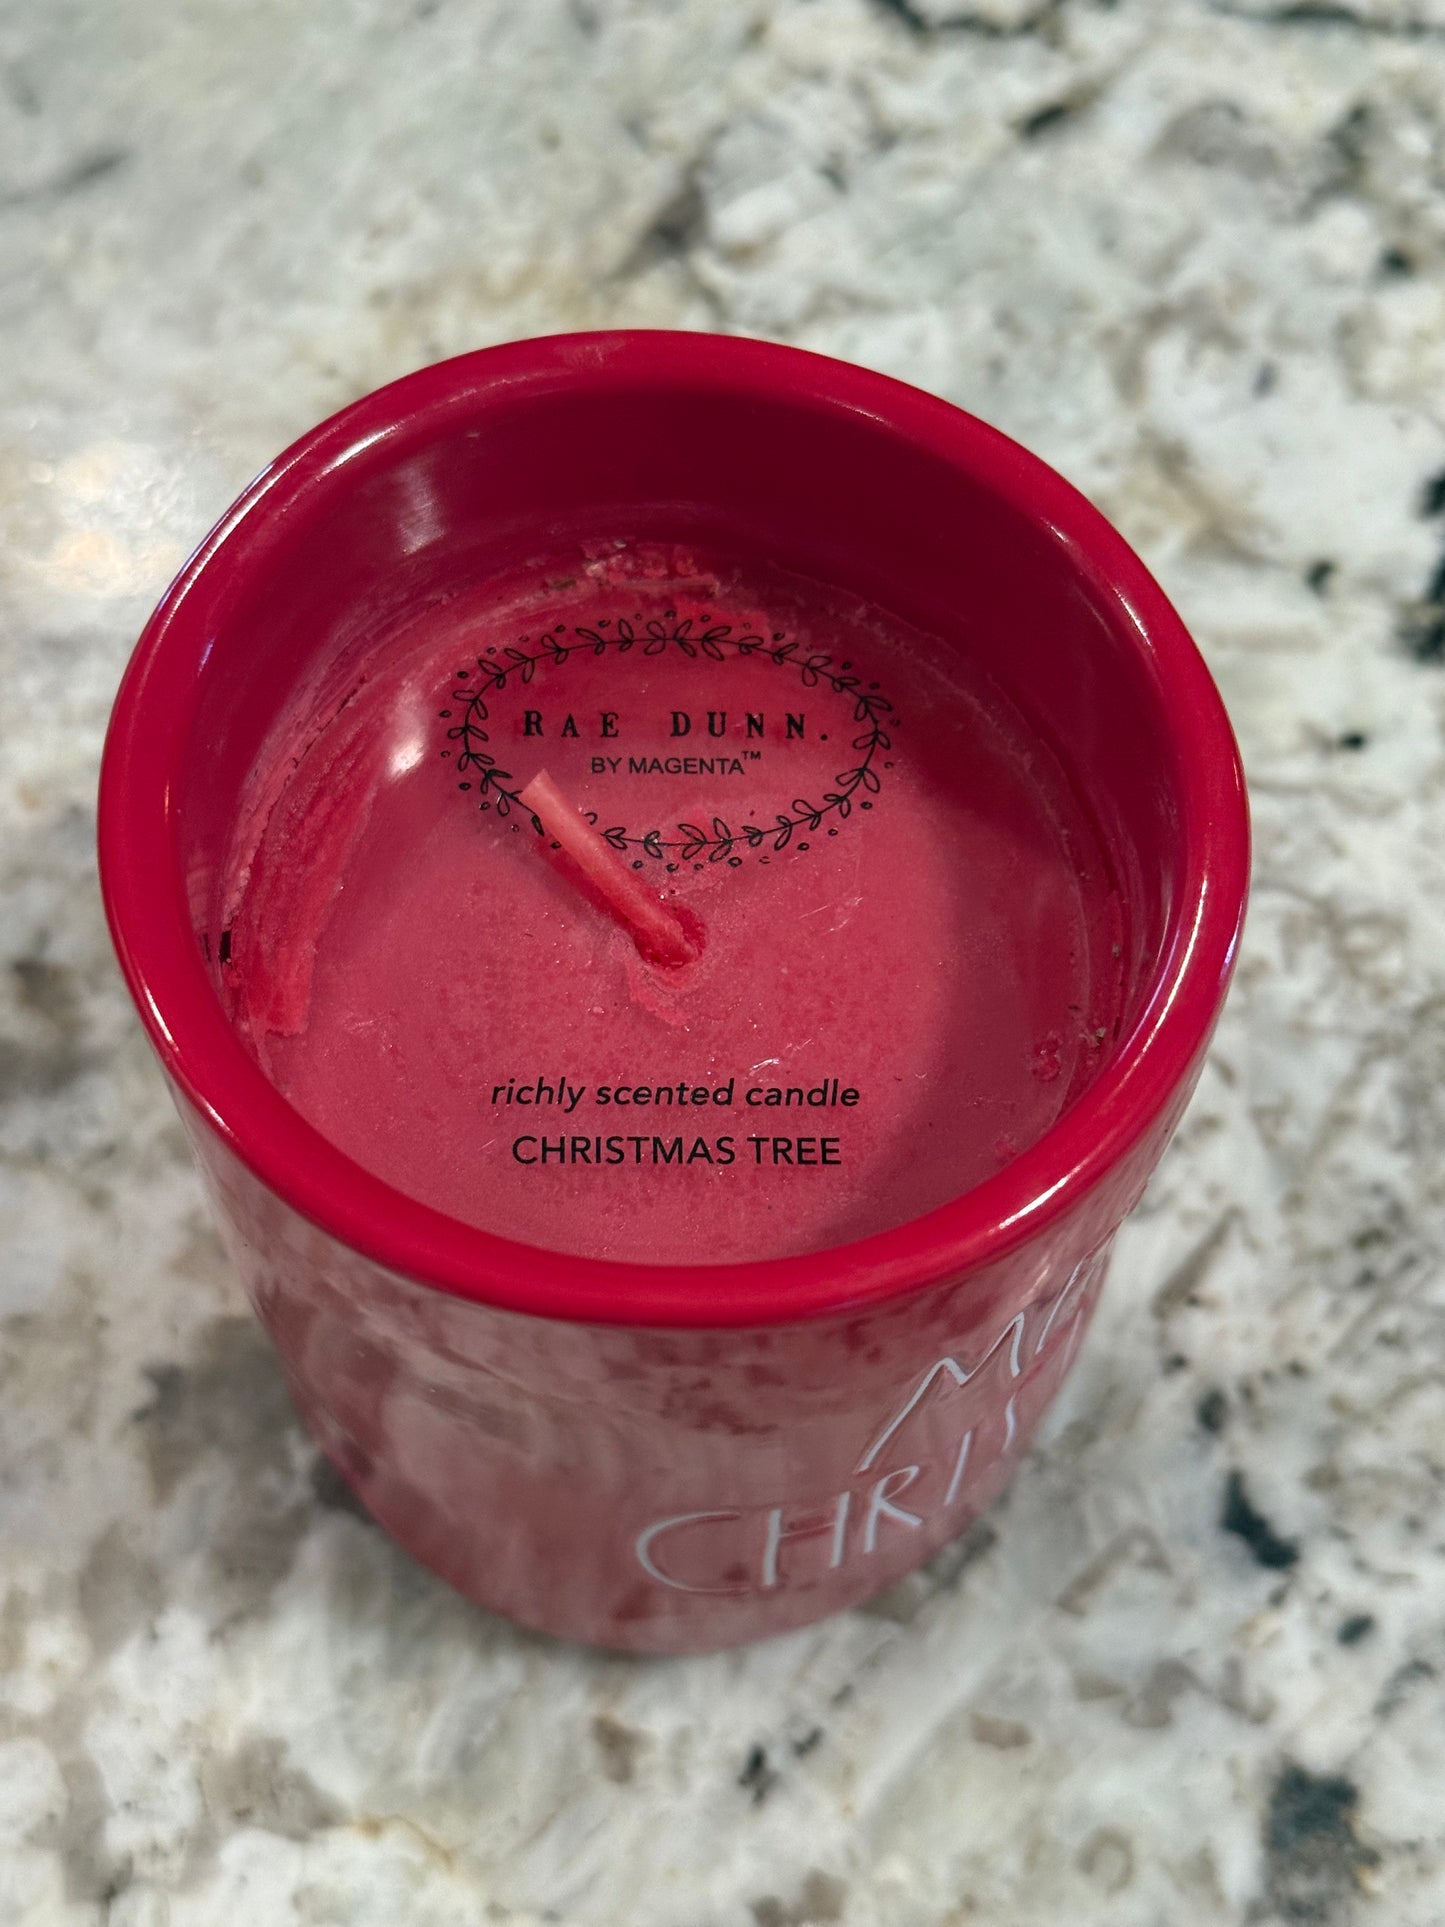 RAE DUNN.
BY MAGENTA™
richly scented candle
CHRISTMAS TREE